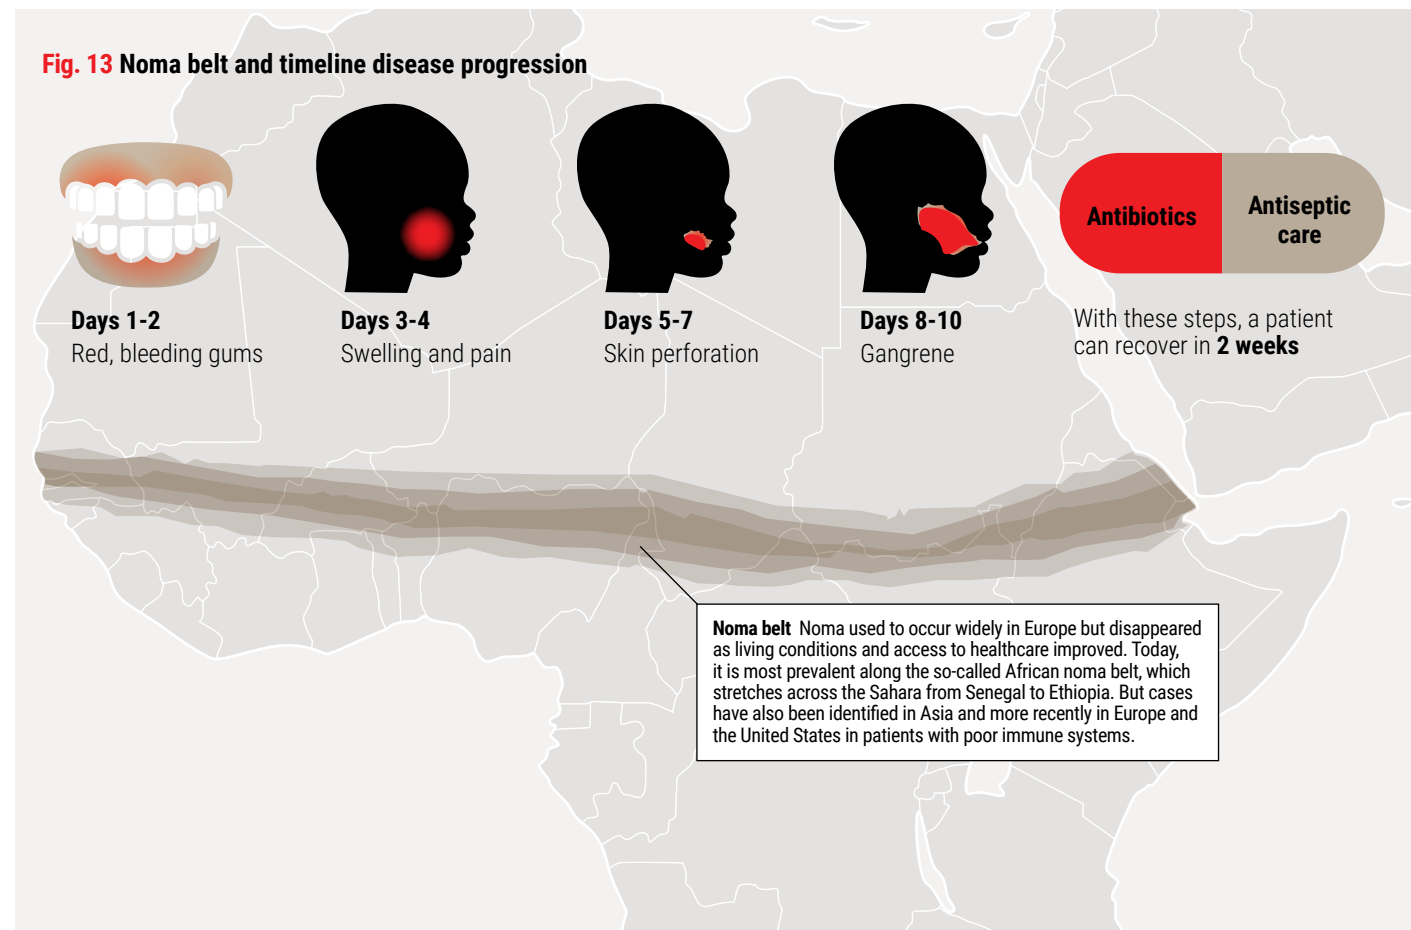 Fig. 13 Noma belt and timeline disease progression
Days 1-2
Red, bleeding gums
Days 3-4
Swelling and pain
Days 5-7
Skin perforation
Days 8-10
Gangrene
Antibiotics
Antiseptic
care
With these steps, a patient
can recover in 2 weeks
Noma belt Noma used to occur widely in Europe but disappeared
as living conditions and access to healthcare improved. Today,
it is most prevalent along the so-called African noma belt, which
stretches across the Sahara from Senegal to Ethiopia. But cases
have also been identified in Asia and more recently in Europe and
the United States in patients with poor immune systems.